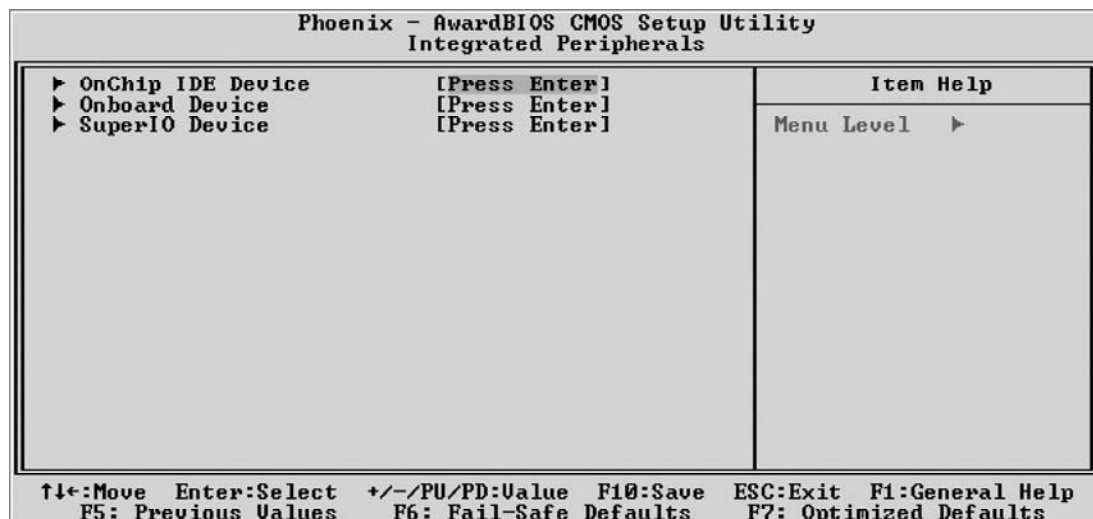 Phoenix - AwardBIOS CMOS Setup Utility
Integrated Peripherals
► OnChip IDE Device [Press Enter]
► Onboard Device [Press Enter]
► SuperIO Device [Press Enter]
Item Help
Menu Level ►
↑↓←:Move Enter:Select +/-/PU/PD:Value F10:Save ESC:Exit F1:General Help
F5: Previous Values F6: Fail-Safe Defaults F7: Optimized Defaults